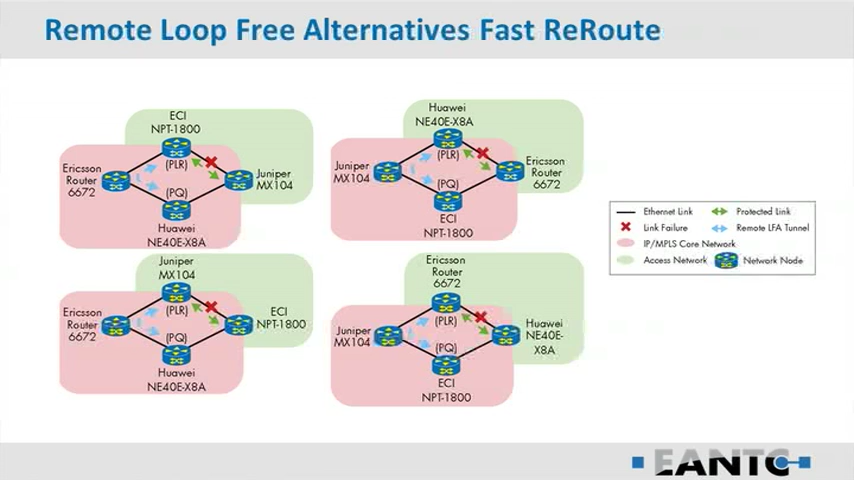 Remote Loop Free Alternatives Fast ReRoute
ECI
NPT-1800
(PLR)
Ericsson
Router
6672
Juniper
MX104
(PQ)
Huawei
NE40E-X8A
Huawei
NE40E-X8A
(PLR)
Juniper
MX104
Ericsson
Router
6672
(PQ)
ECI
NPT-1800
Juniper
MX104
(PLR)
Ericsson
Router
6672
ECI
NPT-1800
(PQ)
Huawei
NE40E-X8A
Ericsson
Router
6672
(PLR)
Juniper
MX104
Huawei
NE40E-
X8A
(PQ)
ECI
NPT-1800
Ethernet Link
Protected Link
Link Failure
Remote LFA Tunnel
IP/MPLS Core Network
Access Network
Network Node
EANTC